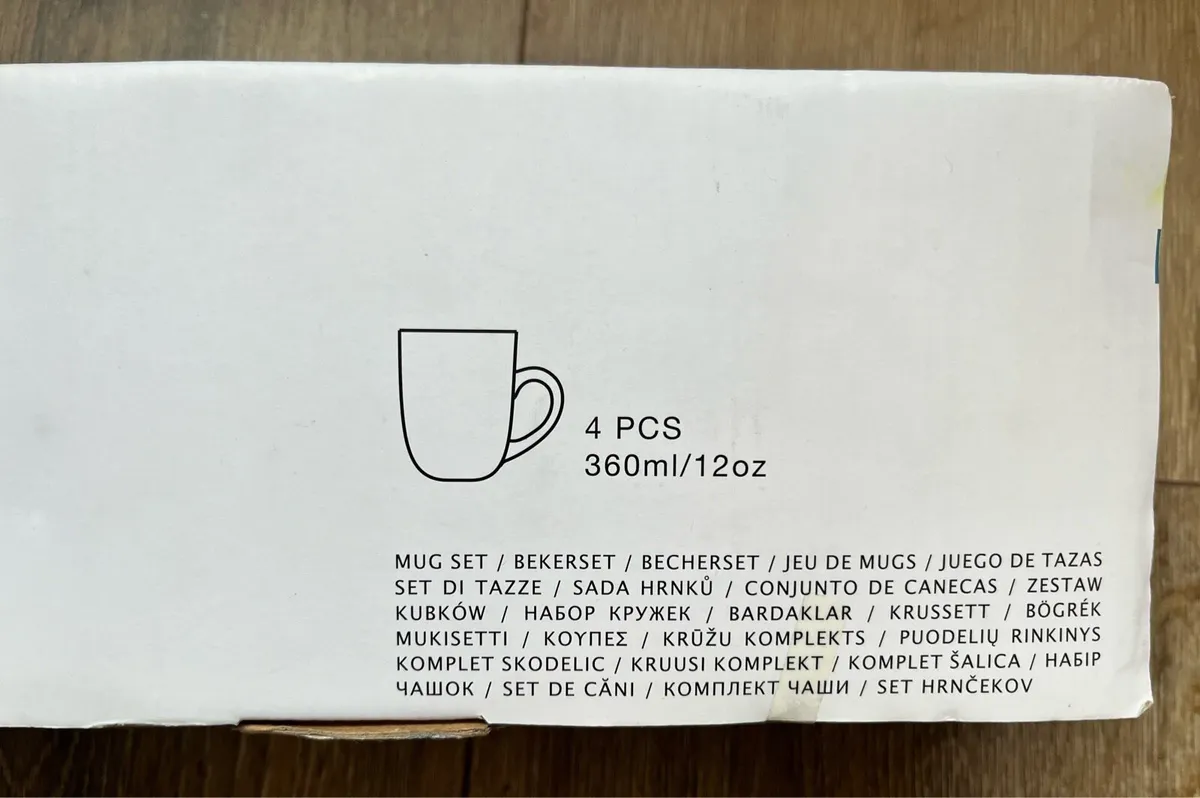 4 PCS
360ml/12oz
MUG SET / BEKERSET / BECHERSET / JEU DE MUGS / JUEGO DE TAZAS
SET DI TAZZE / SADA HRNKŮ / CONJUNTO DE CANECAS / ZESTAW
KUBKÓW / НАБОР КРУЖЕК / BARDAKLAR / KRUSSETT / BÖGRÉK
MUKISETTI / ΚΟΥΠΕΣ / KRŪŽU KOMPLEKTS / PUODELIŲ RINKINYS
KOMPLET SKODELIC / KRUUSI KOMPLEKT / KOMPLET ŠALICA / НАБІР
ЧАШОК / SET DE CĂNI / КОМПЛЕКТ ЧАШИ / SET HRNČEKOV